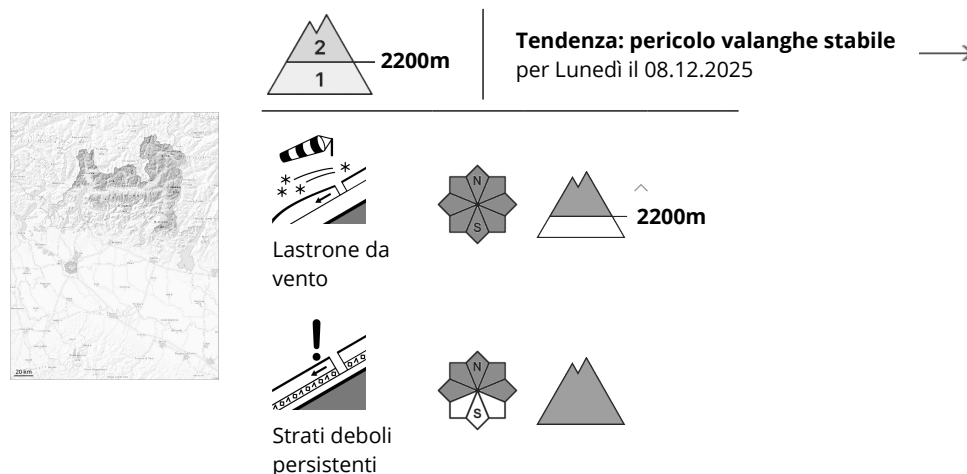 2
1
2200m
Tendenza: pericolo valanghe stabile
per Lunedì il 08.12.2025
N
S
2200m
Lastrone da
vento
20 km
N
S
Strati deboli
persistenti